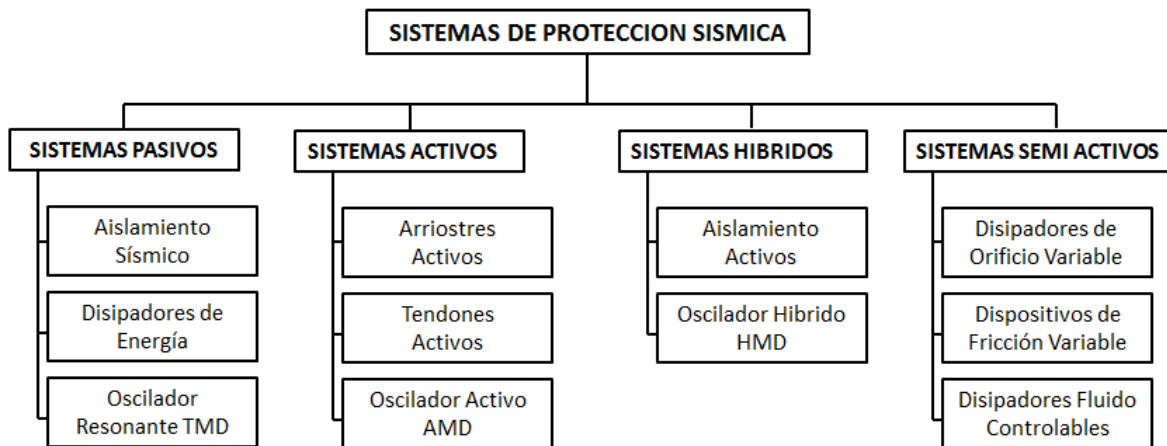 SISTEMAS DE PROTECCION SISMICA
SISTEMAS PASIVOS
Aislamiento
Sísmico
Disipadores de
Energía
Oscilador
Resonante TMD
SISTEMAS ACTIVOS
Arriostres
Activos
Tendones
Activos
Oscilador Activo
AMD
SISTEMAS HIBRIDOS
Aislamiento
Activos
Oscilador Hibrido
HMD
SISTEMAS SEMI ACTIVOS
Disipadores de
Orificio Variable
Dispositivos de
Fricción Variable
Disipadores Fluido
Controlables